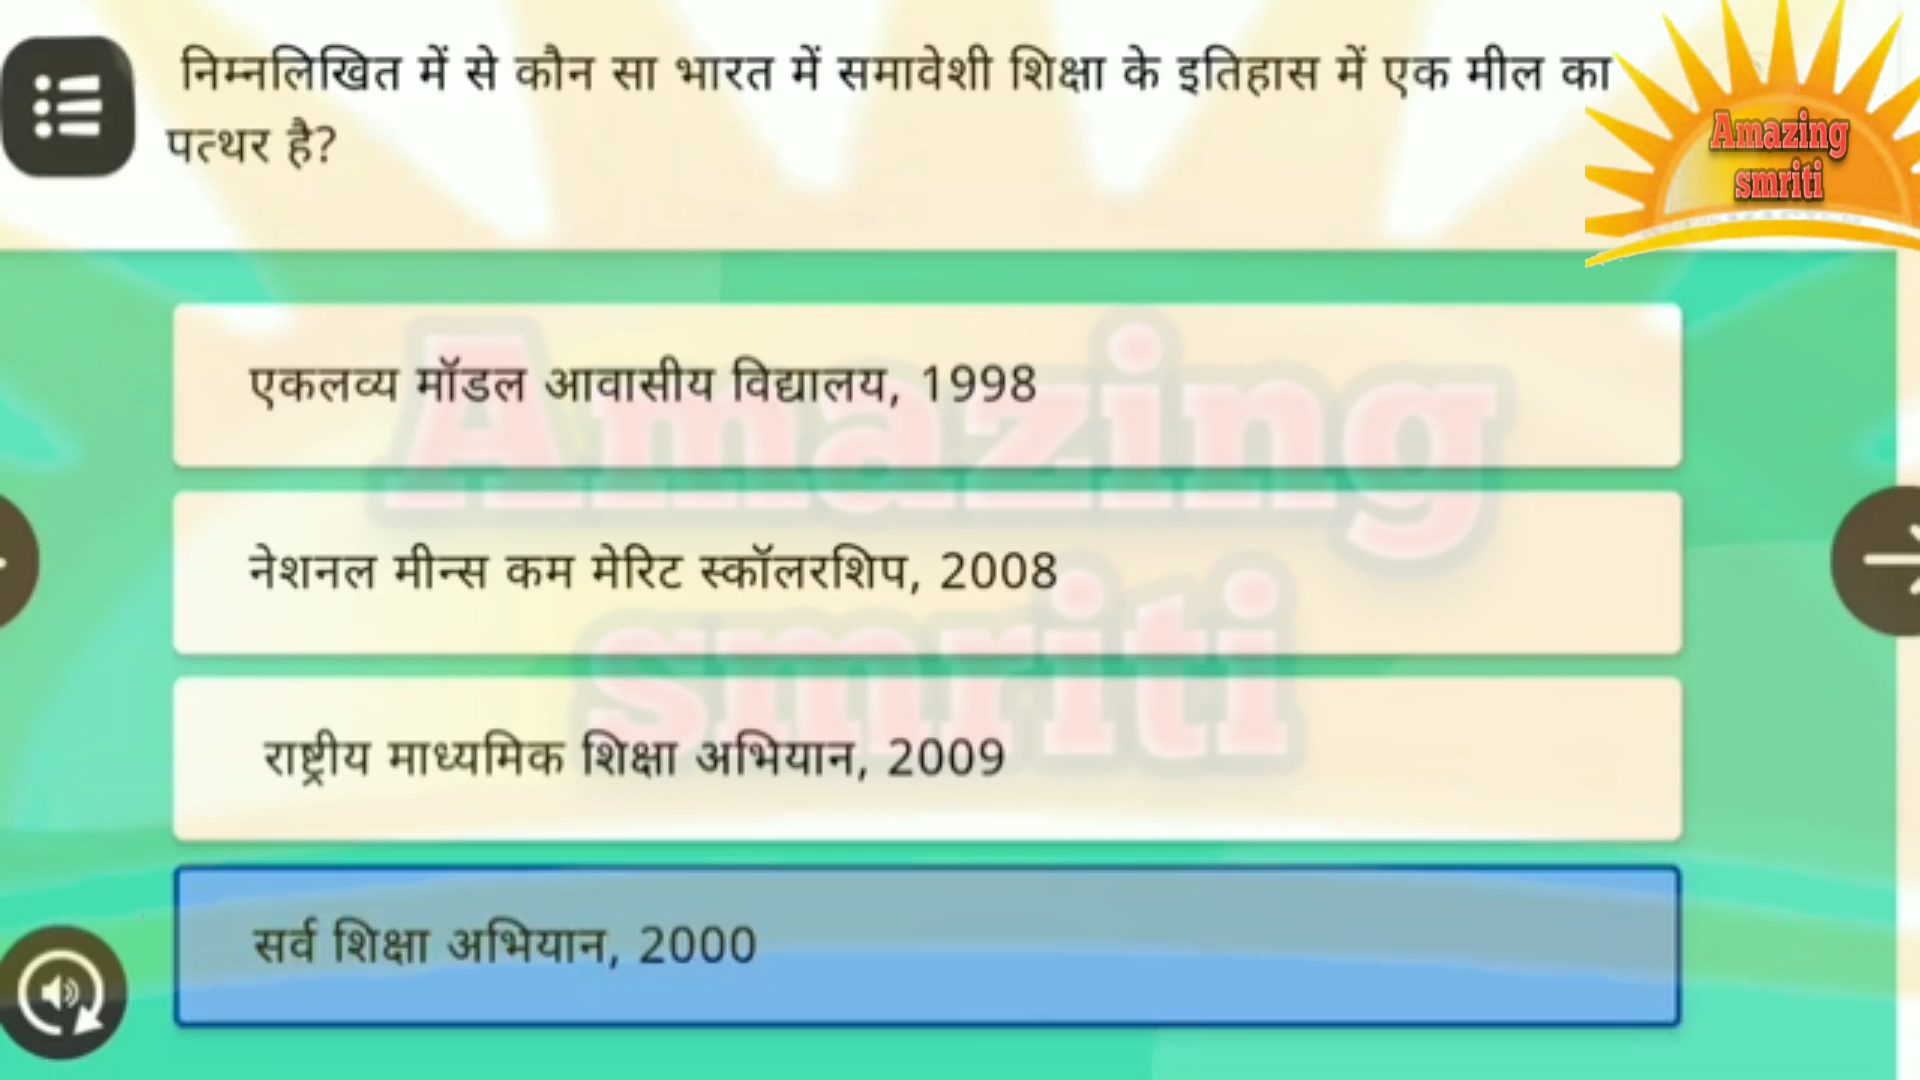 निम्नलिखित में से कौन सा भारत में समावेशी शिक्षा के इतिहास में एक मील का
पत्थर है?
Amazing
smriti
एकलव्य मॉडल आवासीय विद्यालय, 1998
नेशनल मीन्स कम मेरिट स्कॉलरशिप, 2008
राष्ट्रीय माध्यमिक शिक्षा अभियान, 2009
सर्व शिक्षा अभियान, 2000
Amazing
smriti